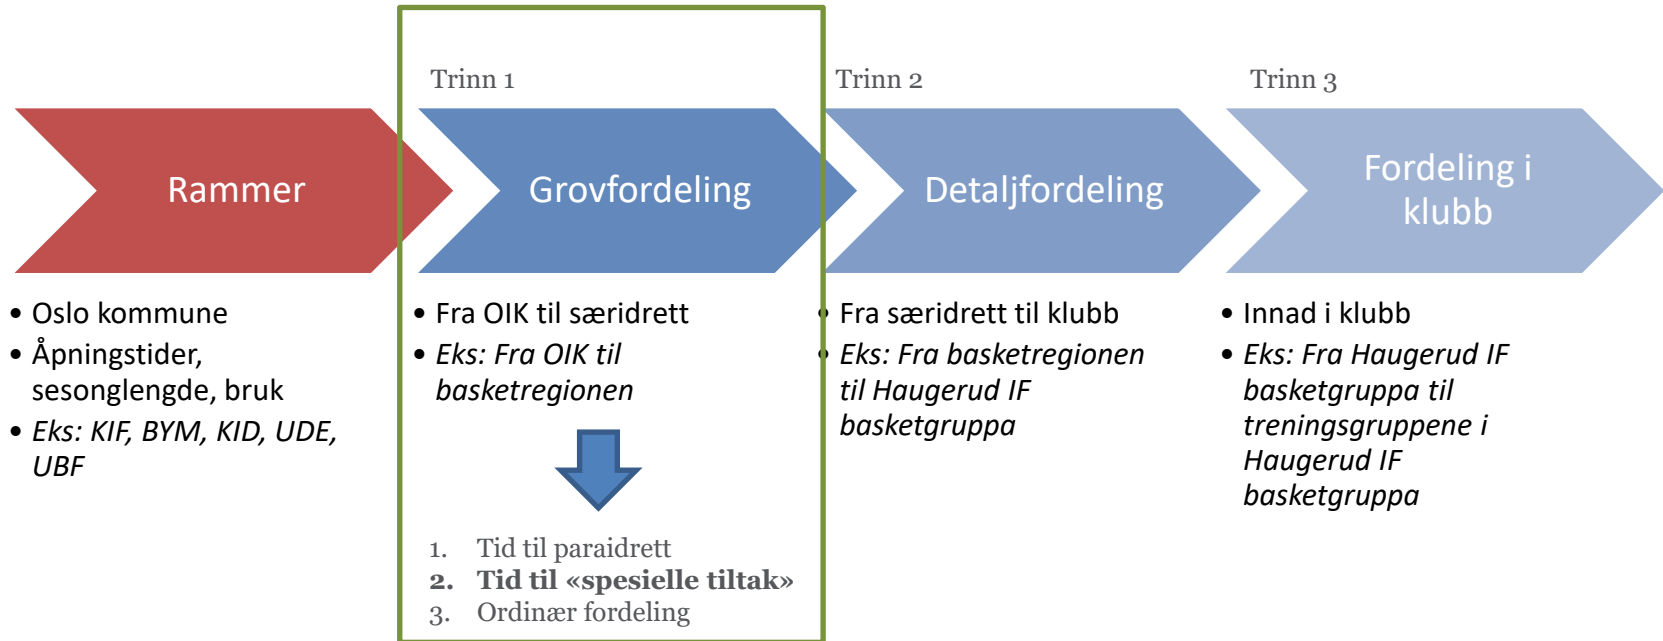 Trinn 1
Trinn 2
Trinn 3
Rammer
Grovfordeling
Detaljfordeling
Fordeling i
klubb
• Oslo kommune
• Åpningstider,
sesonglengde, bruk
• Eks: KIF, BYM, KID, UDE,
UBF
• Fra OIK til særidrett
• Eks: Fra OIK til
basketregionen
1. Tid til paraidrett
2. Tid til «spesielle tiltak»
3. Ordinær fordeling
• Fra særidrett til klubb
• Eks: Fra basketregionen
til Haugerud IF
basketgruppa
• Innad i klubb
• Eks: Fra Haugerud IF
basketgruppa til
treningsgruppene i
Haugerud IF
basketgruppa